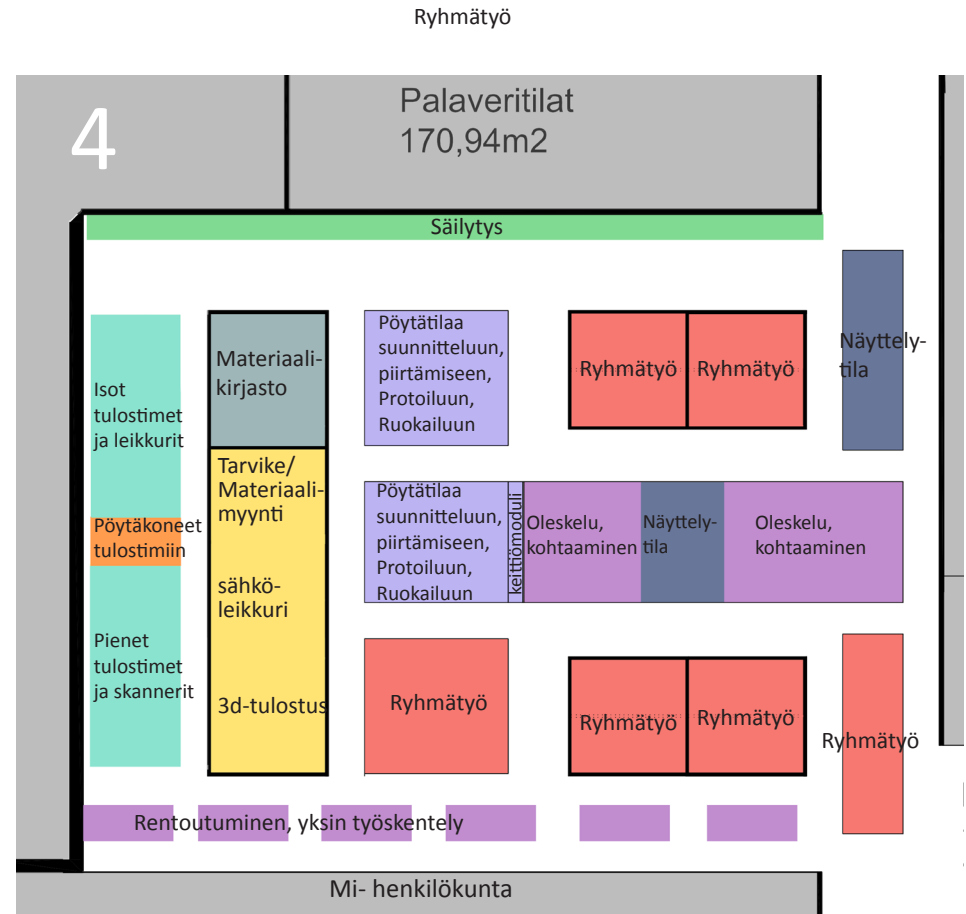 Ryhmätyö
4
Palaveritilat
170,94m2
Säilytys
Isot
tulostimet
ja leikkurit
Pöytäkoneet
tulostimiin
Pienet
tulostimet
ja skannerit
Materiaali-
kirjasto
Tarvike/
Materiaali-
myynti
sähkö-
leikkuri
3d-tulostus
Pöytätilaa
suunnitteluun,
piirtämiseen,
Protoiluun,
Ruokailuun
Ryhmätyö
Ryhmätyö
Näyttely-
tila
Pöytätilaa
suunnitteluun,
piirtämiseen,
Protoiluun,
Ruokailuun
keittiömoduli
Oleskelu,
kohtaaminen
Näyttely-
tila
Oleskelu,
kohtaaminen
Ryhmätyö
Ryhmätyö
Ryhmätyö
Ryhmätyö
Rentoutuminen, yksin työskentely
Mi- henkilökunta